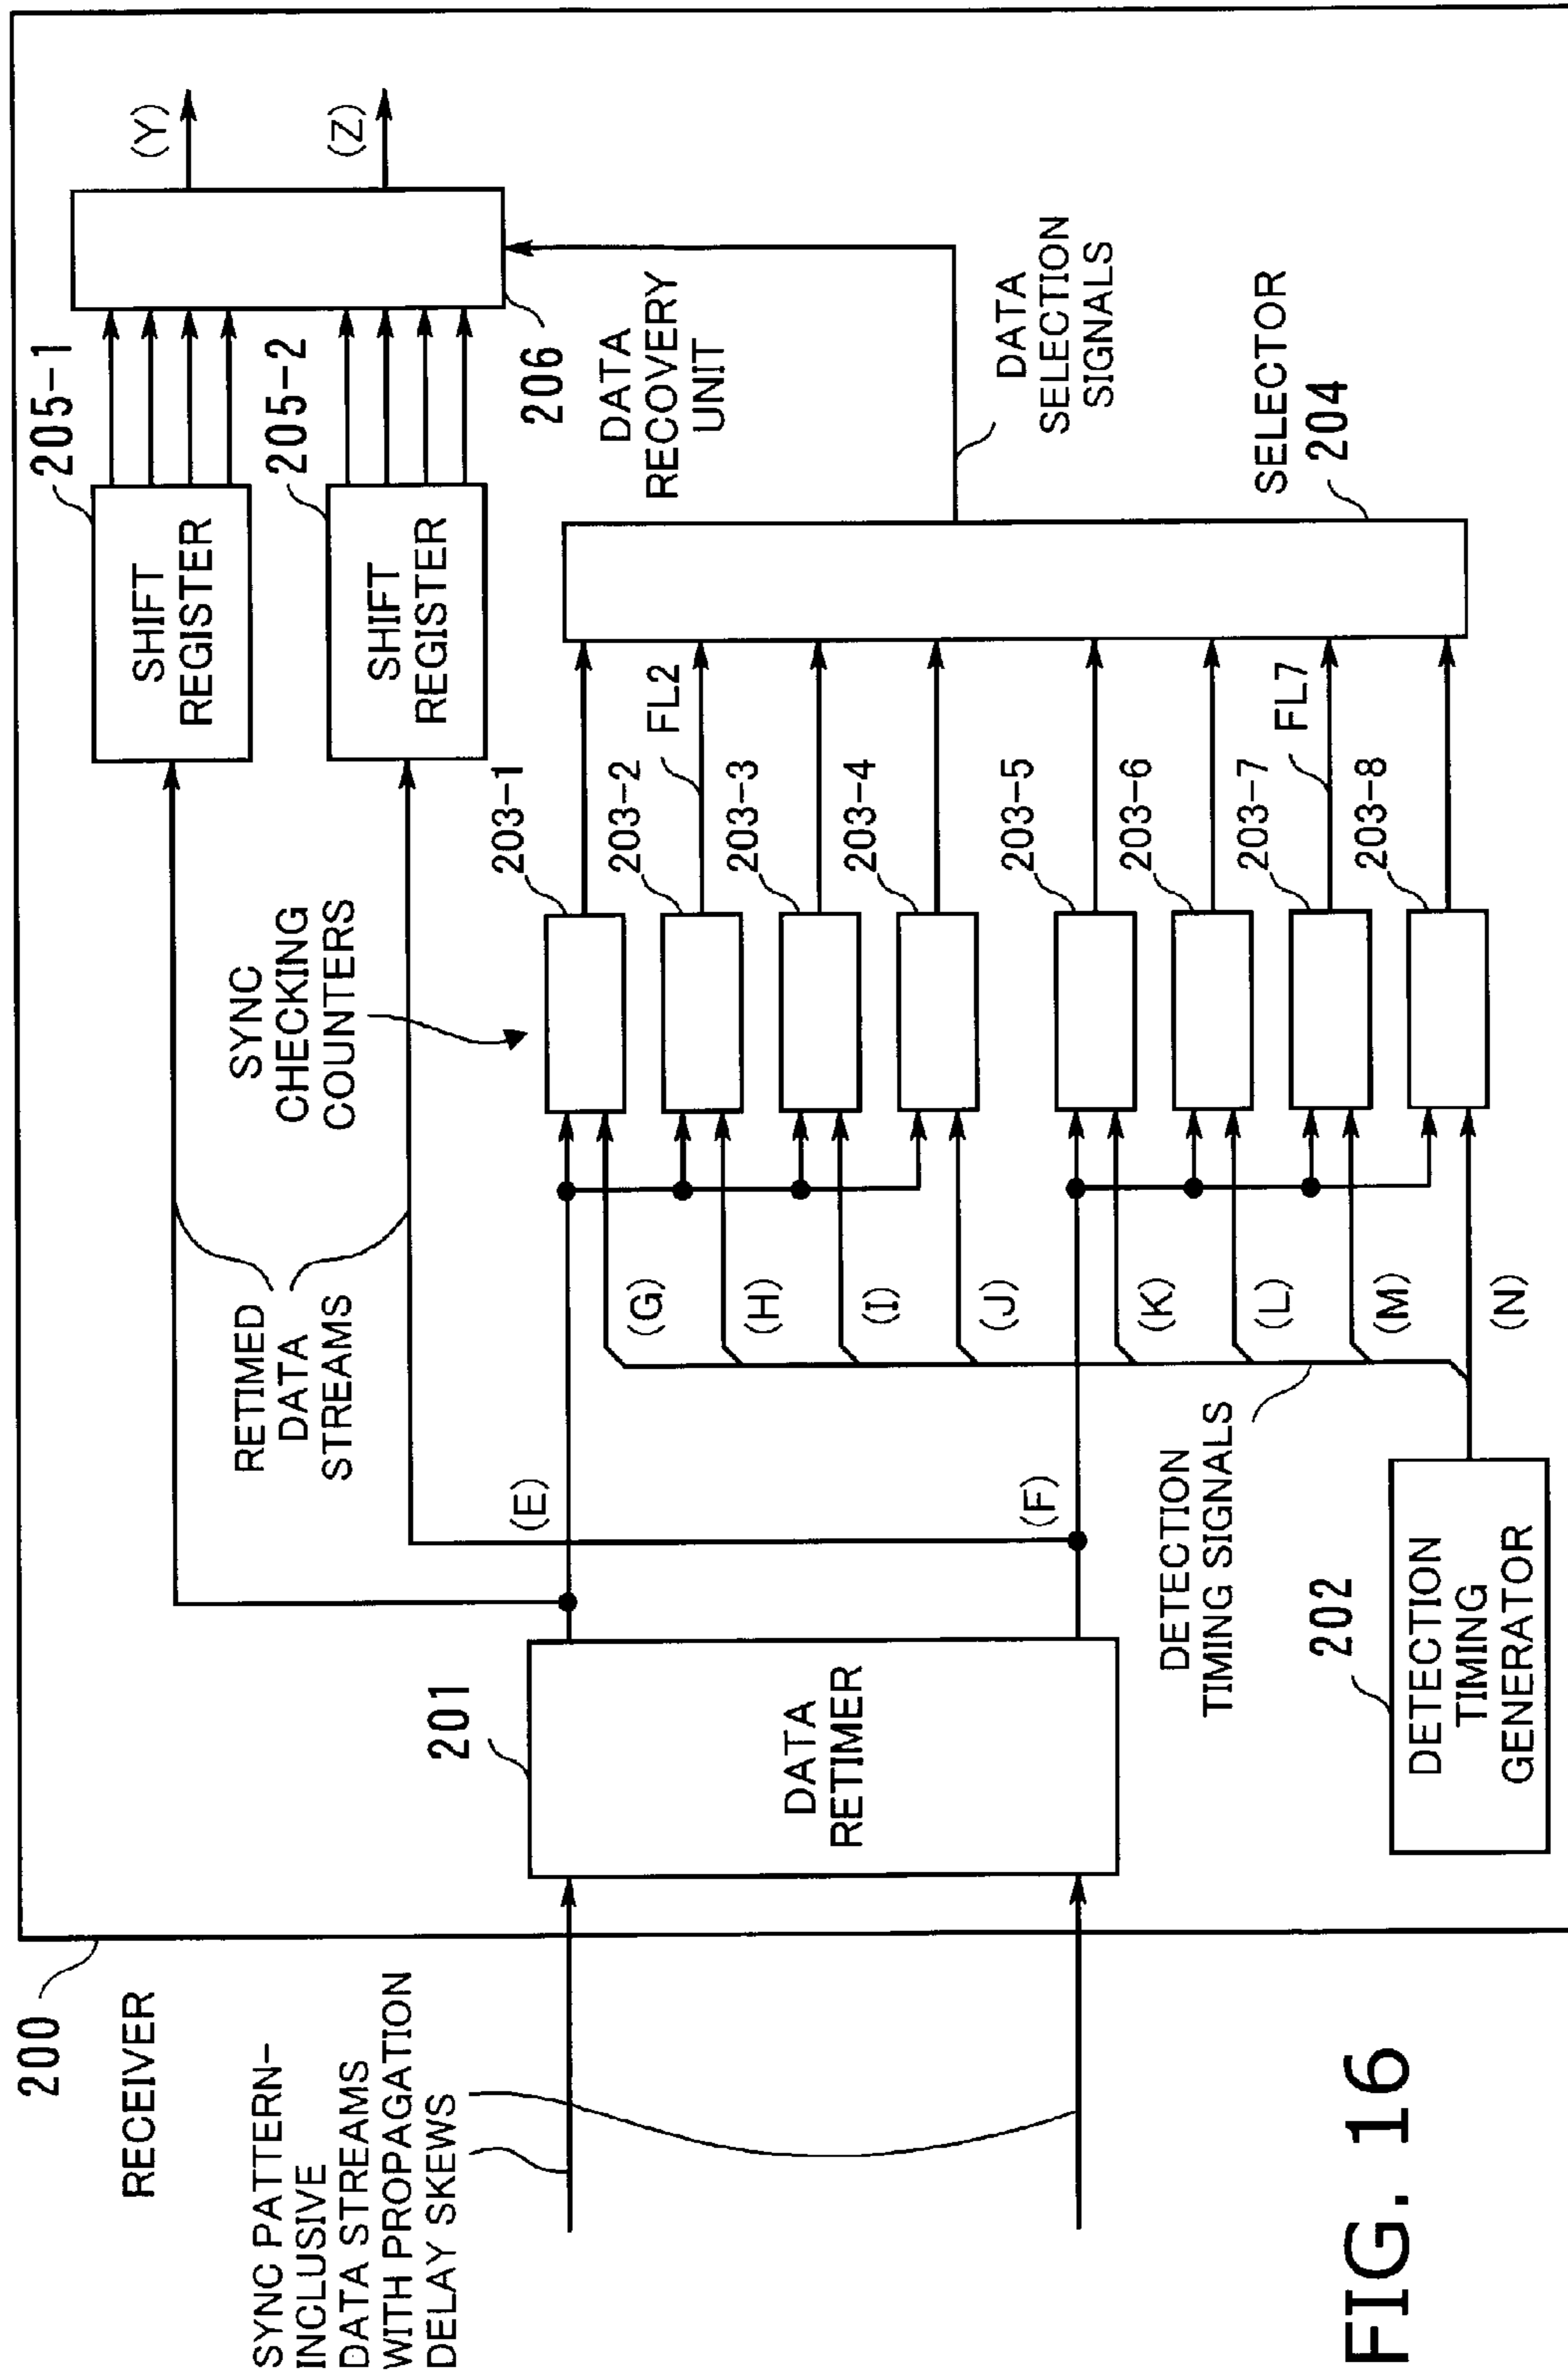 200
RECEIVER
SYNC PATTERN-
INCLUSIVE
DATA STREAMS
WITH PROPAGATION
DELAY SKEWS
201
DATA
RETIMER
202
DETECTION
TIMING
GENERATOR
RETIMED
DATA
STREAMS
(E)
(F)
DETECTION
TIMING SIGNALS
(G)
(H)
(I)
(J)
(K)
(L)
(M)
(N)
SYNC
CHECKING
COUNTERS
203-1
203-2
203-3
203-4
203-5
203-6
203-7
203-8
FL2
FL7
SHIFT
REGISTER
205-1
SHIFT
REGISTER
205-2
206
DATA
RECOVERY
UNIT
DATA
SELECTION
SIGNALS
SELECTOR
204
(Y)
(Z)
FIG. 16